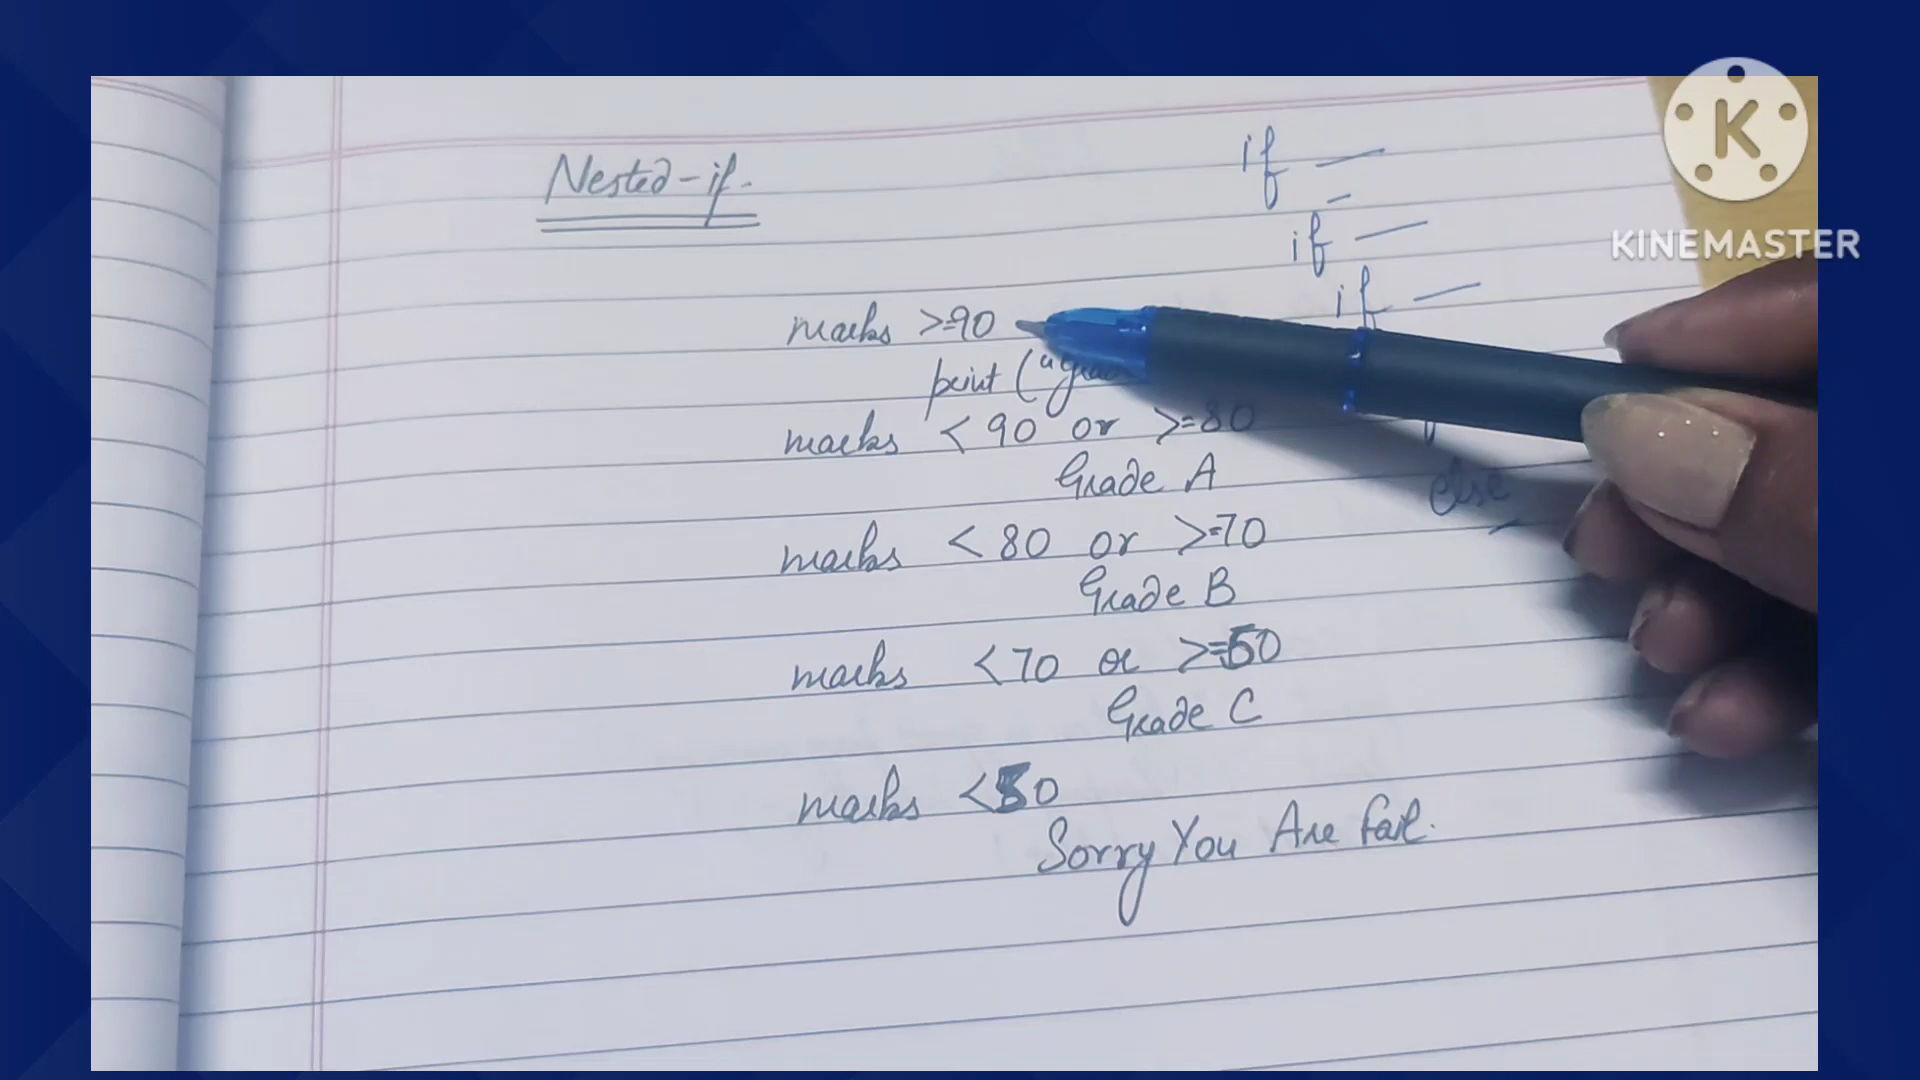 Nested-if.
if —
if —
if —
marks >=90
print ("
marks < 90 or >=80
Grade A
else
marks < 80 or >=70
Grade B
marks <70 or >=50
Grade C
marks <50
Sorry You Are Fail.
K
KINEMASTER